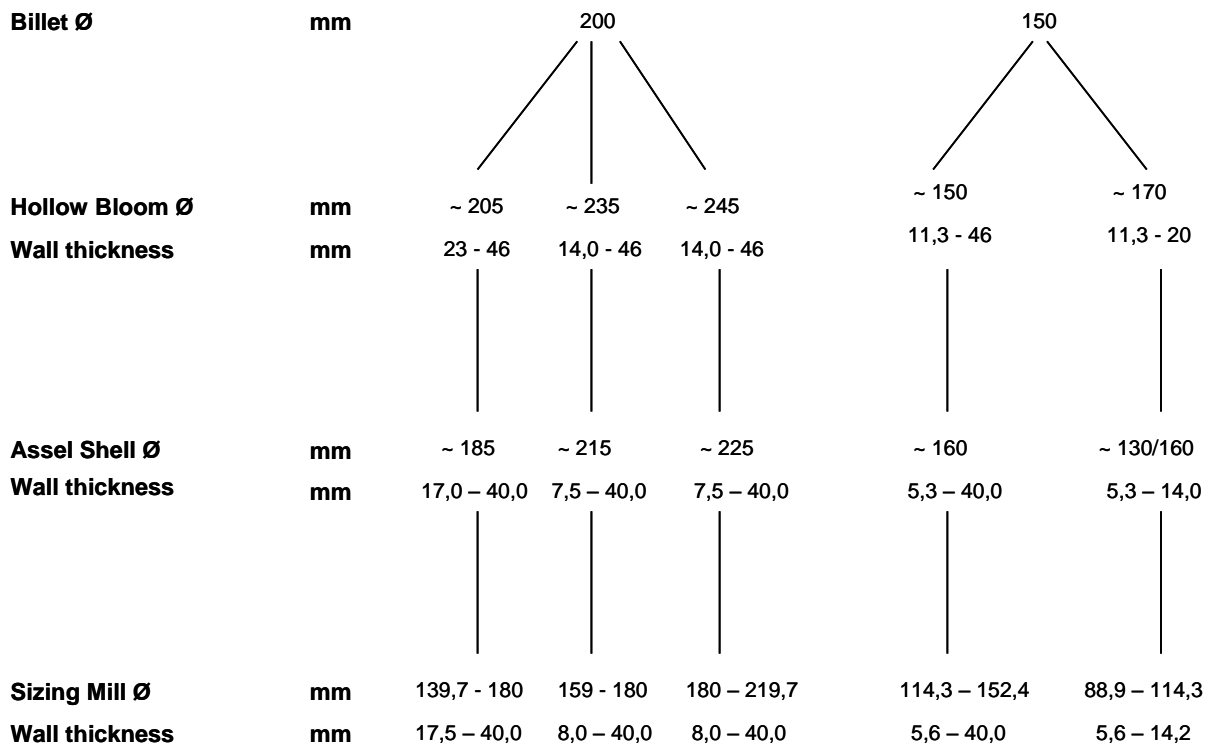 Billet Ø mm 200 150
Hollow Bloom Ø mm ~ 205 ~ 235 ~ 245 ~ 150 ~ 170
Wall thickness mm 23 - 46 14,0 - 46 14,0 - 46 11,3 - 46 11,3 - 20
Assel Shell Ø mm ~ 185 ~ 215 ~ 225 ~ 160 ~ 130/160
Wall thickness mm 17,0 – 40,0 7,5 – 40,0 7,5 – 40,0 5,3 – 40,0 5,3 – 14,0
Sizing Mill Ø mm 139,7 - 180 159 - 180 180 – 219,7 114,3 – 152,4 88,9 – 114,3
Wall thickness mm 17,5 – 40,0 8,0 – 40,0 8,0 – 40,0 5,6 – 40,0 5,6 – 14,2